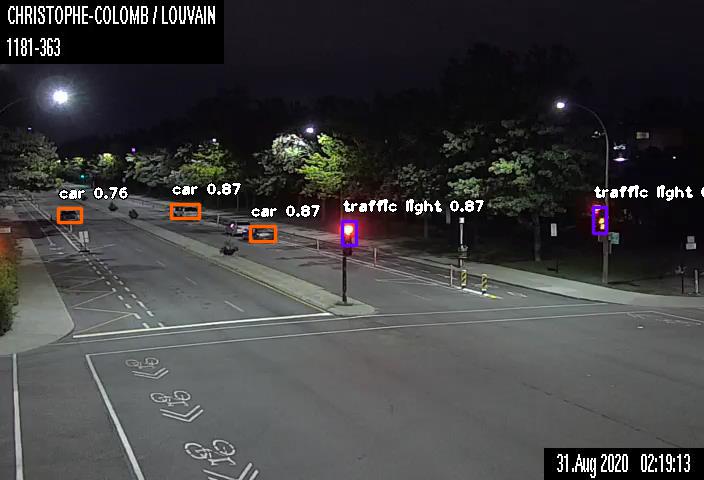 CHRISTOPHE-COLOMB / LOUVAIN
1181-363
car 0.76
car 0.87
car 0.87
traffic light 0.87
traffic light
31.Aug 2020 02:19:13